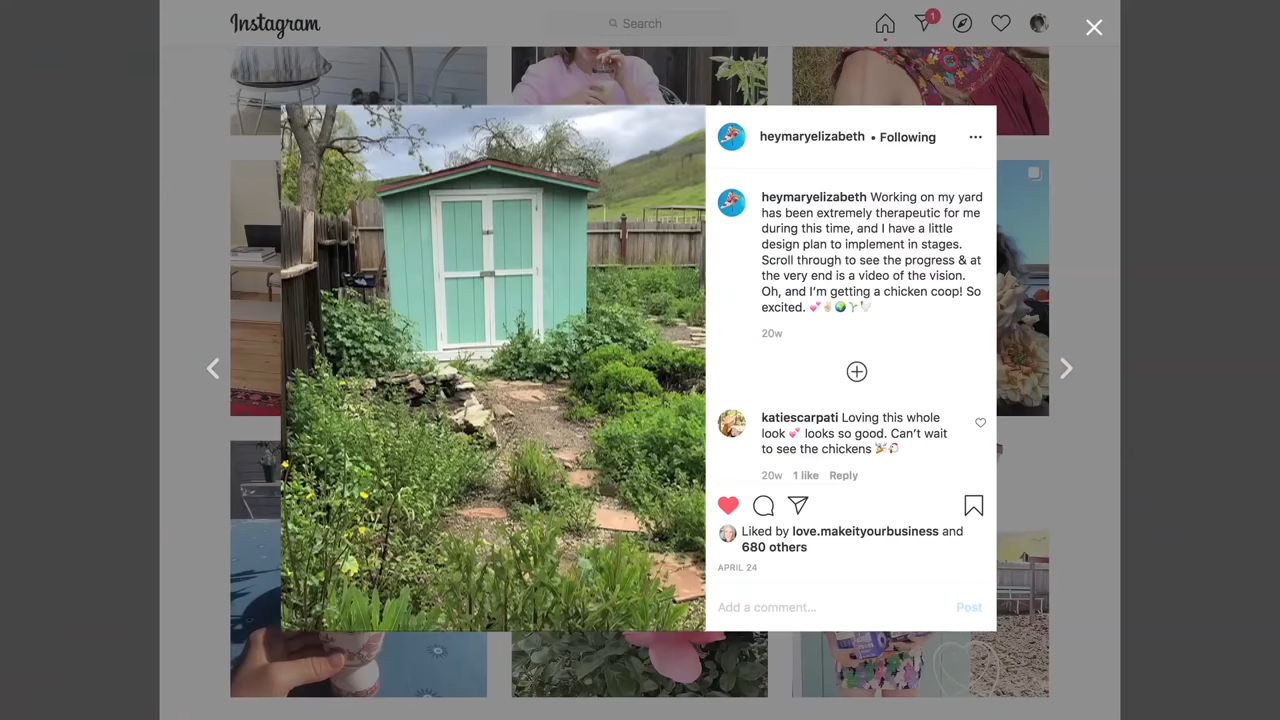 Instagram
Search
1
heymaryelizabeth • Following
heymaryelizabeth Working on my yard
has been extremely therapeutic for me
during this time, and I have a little
design plan to implement in stages.
Scroll through to see the progress & at
the very end is a video of the vision.
Oh, and I'm getting a chicken coop! So
excited. 💕✌🏼🌍🌱🐓
20w
katiescarpati Loving this whole
look 💕 looks so good. Can't wait
to see the chickens 🎉🐔
20w 1 like Reply
Liked by love.makeityourbusiness and
680 others
APRIL 24
Add a comment... Post